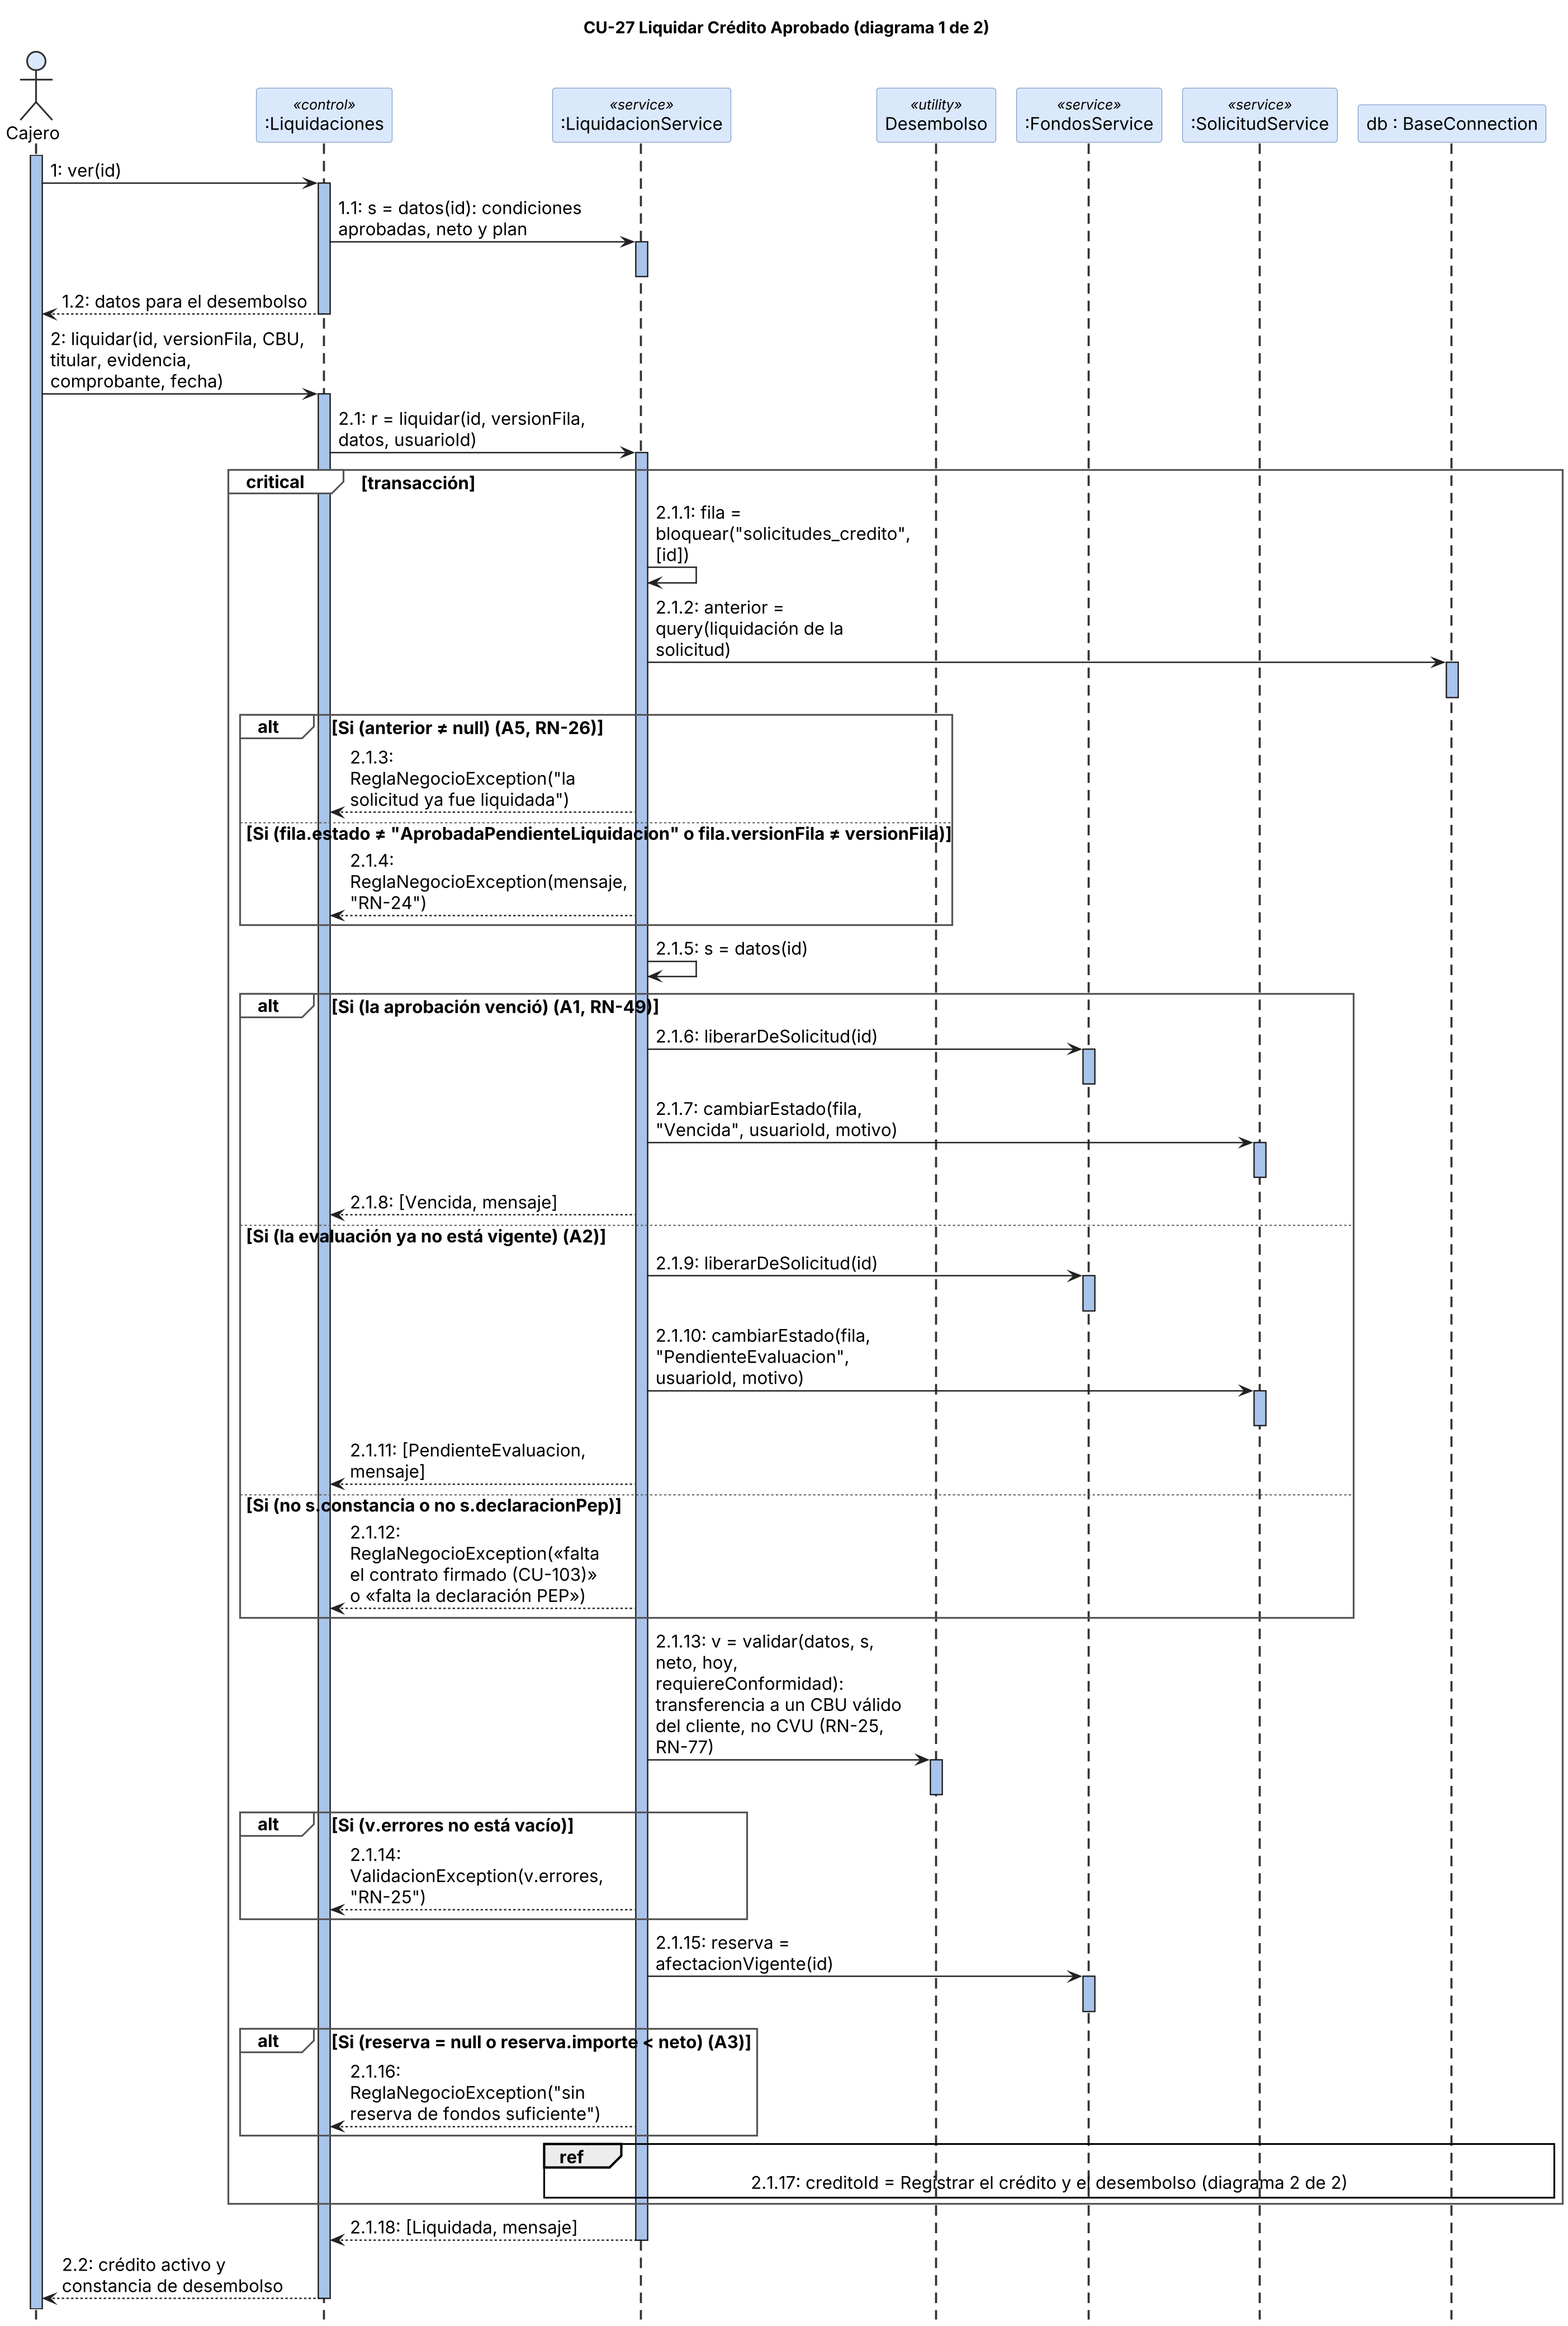 CU-27 Liquidar Crédito Aprobado (diagrama 1 de 2)
Cajero
«control»
:Liquidaciones
«service»
:LiquidacionService
«utility»
Desembolso
«service»
:FondosService
«service»
:SolicitudService
db : BaseConnection
1: ver(id)
1.1: s = datos(id): condiciones
aprobadas, neto y plan
1.2: datos para el desembolso
2: liquidar(id, versionFila, CBU,
titular, evidencia,
comprobante, fecha)
2.1: r = liquidar(id, versionFila,
datos, usuarioId)
critical [transacción]
2.1.1: fila =
bloquear("solicitudes_credito",
[id])
2.1.2: anterior =
query(liquidación de la
solicitud)
alt [Si (anterior ≠ null) (A5, RN-26)]
2.1.3:
ReglaNegocioException("la
solicitud ya fue liquidada")
[Si (fila.estado ≠ "AprobadaPendienteLiquidacion" o fila.versionFila ≠ versionFila)]
2.1.4:
ReglaNegocioException(mensaje,
"RN-24")
2.1.5: s = datos(id)
alt [Si (la aprobación venció) (A1, RN-49)]
2.1.6: liberarDeSolicitud(id)
2.1.7: cambiarEstado(fila,
"Vencida", usuarioId, motivo)
2.1.8: [Vencida, mensaje]
[Si (la evaluación ya no está vigente) (A2)]
2.1.9: liberarDeSolicitud(id)
2.1.10: cambiarEstado(fila,
"PendienteEvaluacion",
usuarioId, motivo)
2.1.11: [PendienteEvaluacion,
mensaje]
[Si (no s.constancia o no s.declaracionPep)]
2.1.12:
ReglaNegocioException(«falta
el contrato firmado (CU-103)»
o «falta la declaración PEP»)
2.1.13: v = validar(datos, s,
neto, hoy,
requiereConformidad):
transferencia a un CBU válido
del cliente, no CVU (RN-25,
RN-77)
alt [Si (v.errores no está vacío)]
2.1.14:
ValidacionException(v.errores,
"RN-25")
2.1.15: reserva =
afectacionVigente(id)
alt [Si (reserva = null o reserva.importe < neto) (A3)]
2.1.16:
ReglaNegocioException("sin
reserva de fondos suficiente")
ref
2.1.17: creditoId = Registrar el crédito y el desembolso (diagrama 2 de 2)
2.1.18: [Liquidada, mensaje]
2.2: crédito activo y
constancia de desembolso